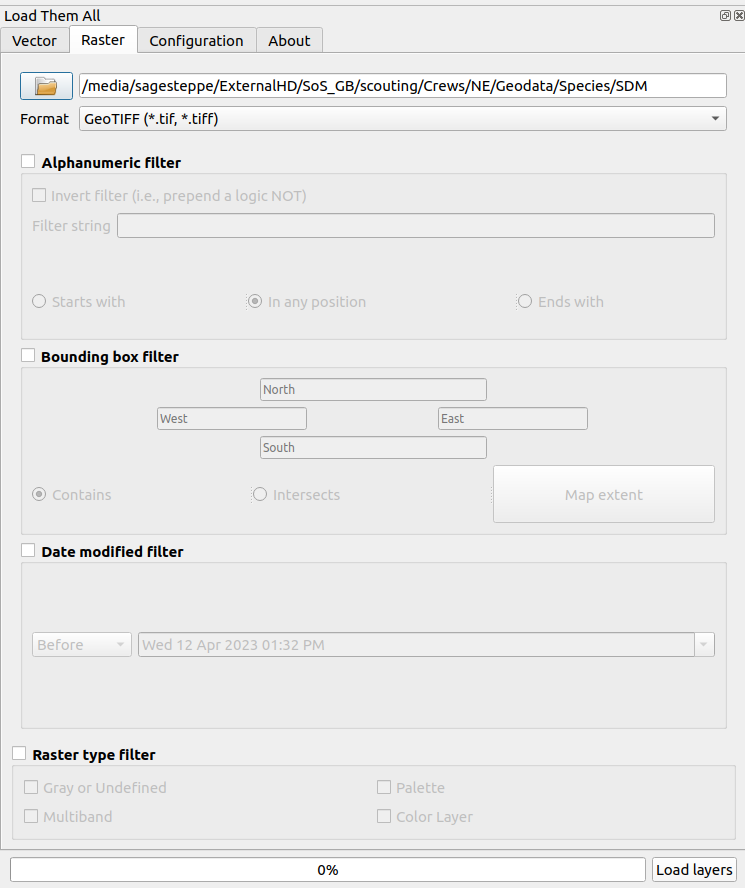 Load Them All
Vector Raster Configuration About
/media/sagesteppe/ExternalHD/SoS_GB/scouting/Crews/NE/Geodata/Species/SDM
Format GeoTIFF (*.tif, *.tiff)
Alphanumeric filter
Invert filter (i.e., prepend a logic NOT)
Filter string
Starts with In any position Ends with
Bounding box filter
North
West East
South
Contains Intersects Map extent
Date modified filter
Before Wed 12 Apr 2023 01:32 PM
Raster type filter
Gray or Undefined Palette
Multiband Color Layer
0% Load layers